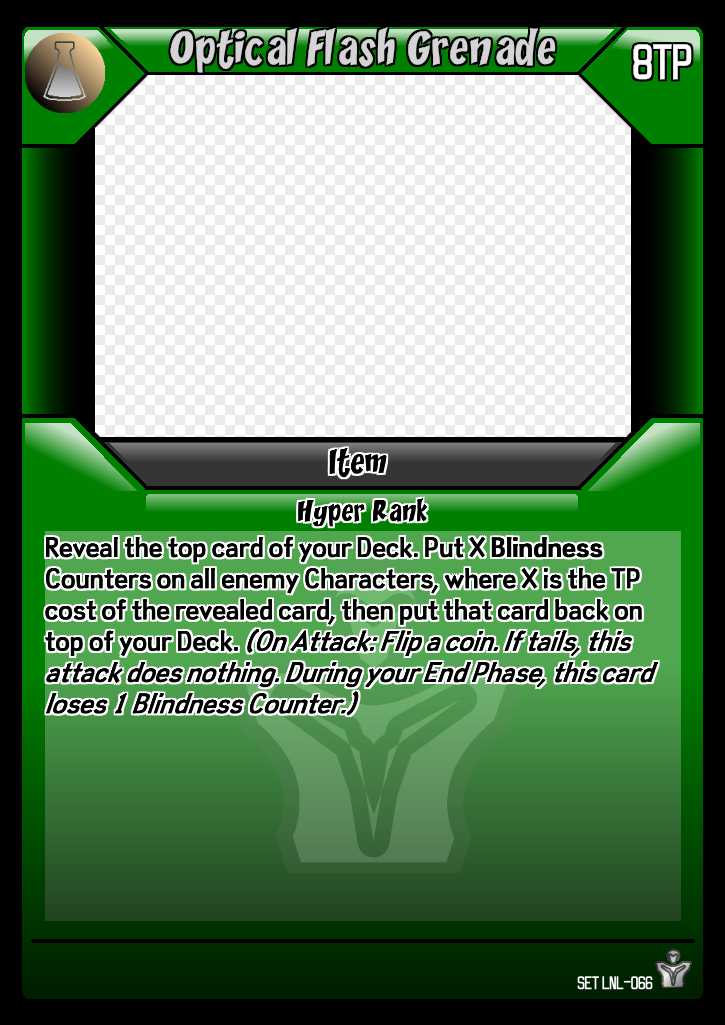 Optical Flash Grenade
8TP
Item
Hyper Rank
Reveal the top card of your Deck. Put X Blindness
Counters on all enemy Characters, where X is the TP
cost of the revealed card, then put that card back on
top of your Deck. (On Attack: Flip a coin. If tails, this
attack does nothing. During your End Phase, this card
loses 1 Blindness Counter.)
SET LNL-066